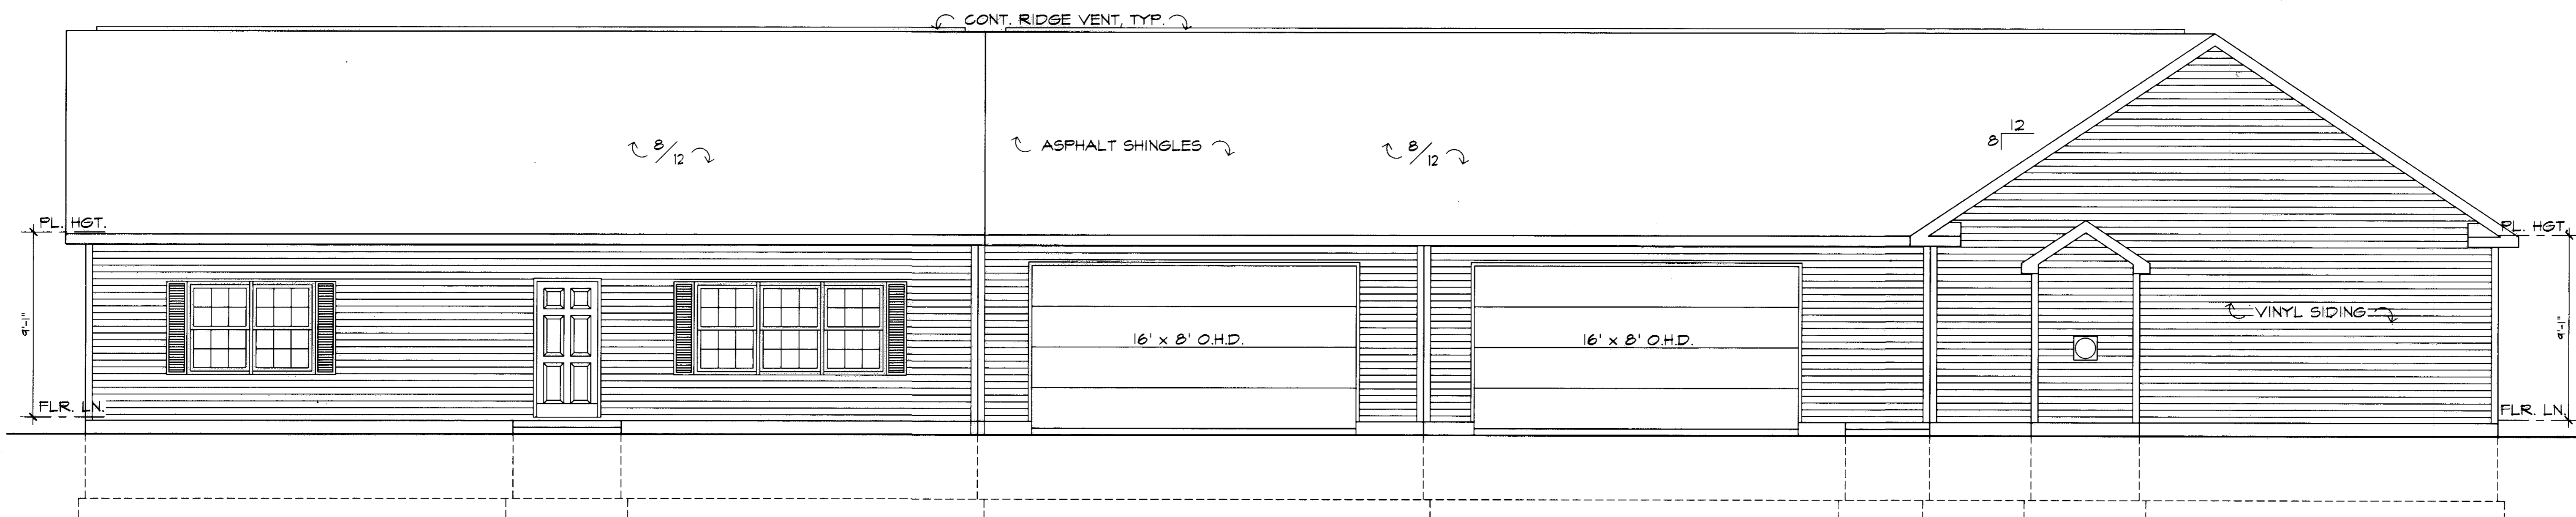 CONT. RIDGE VENT, TYP.
12
8
8/12
ASPHALT SHINGLES
8/12
PL. HGT.
PL. HGT.
9'-1"
VINYL SIDING
16' x 8' O.H.D.
16' x 8' O.H.D.
9'-1"
FLR. LN.
FLR. LN.